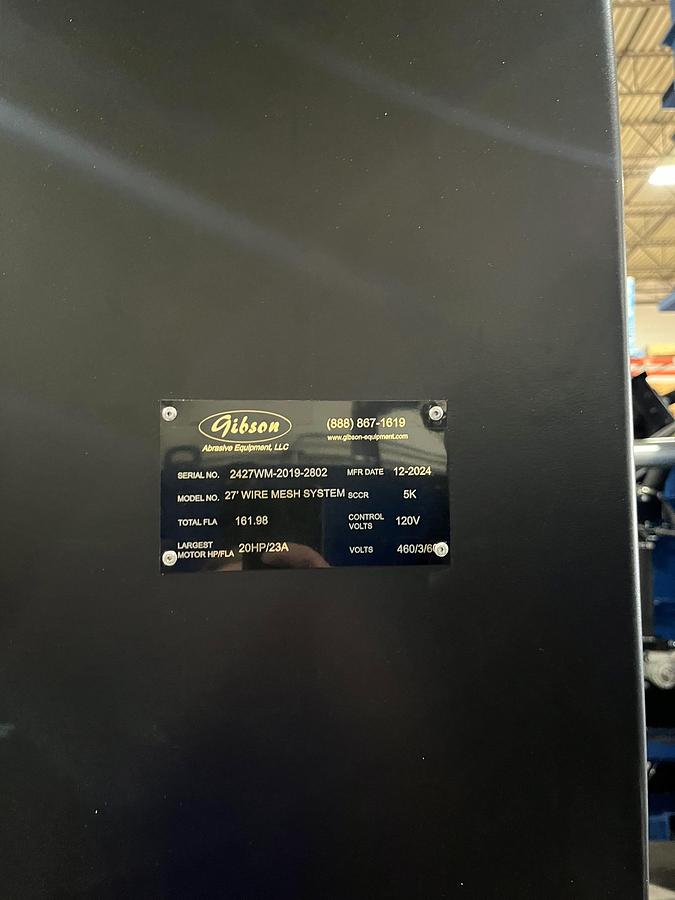 Gibson
Abrasive Equipment, LLC
(888) 867-1619
www.gibson-equipment.com
SERIAL NO. 2427WM-2019-2802 MFR DATE 12-2024
MODEL NO. 27' WIRE MESH SYSTEM SCCR 5K
TOTAL FLA 161.98 CONTROL VOLTS 120V
LARGEST MOTOR HP/FLA 20HP/23A VOLTS 460/3/60